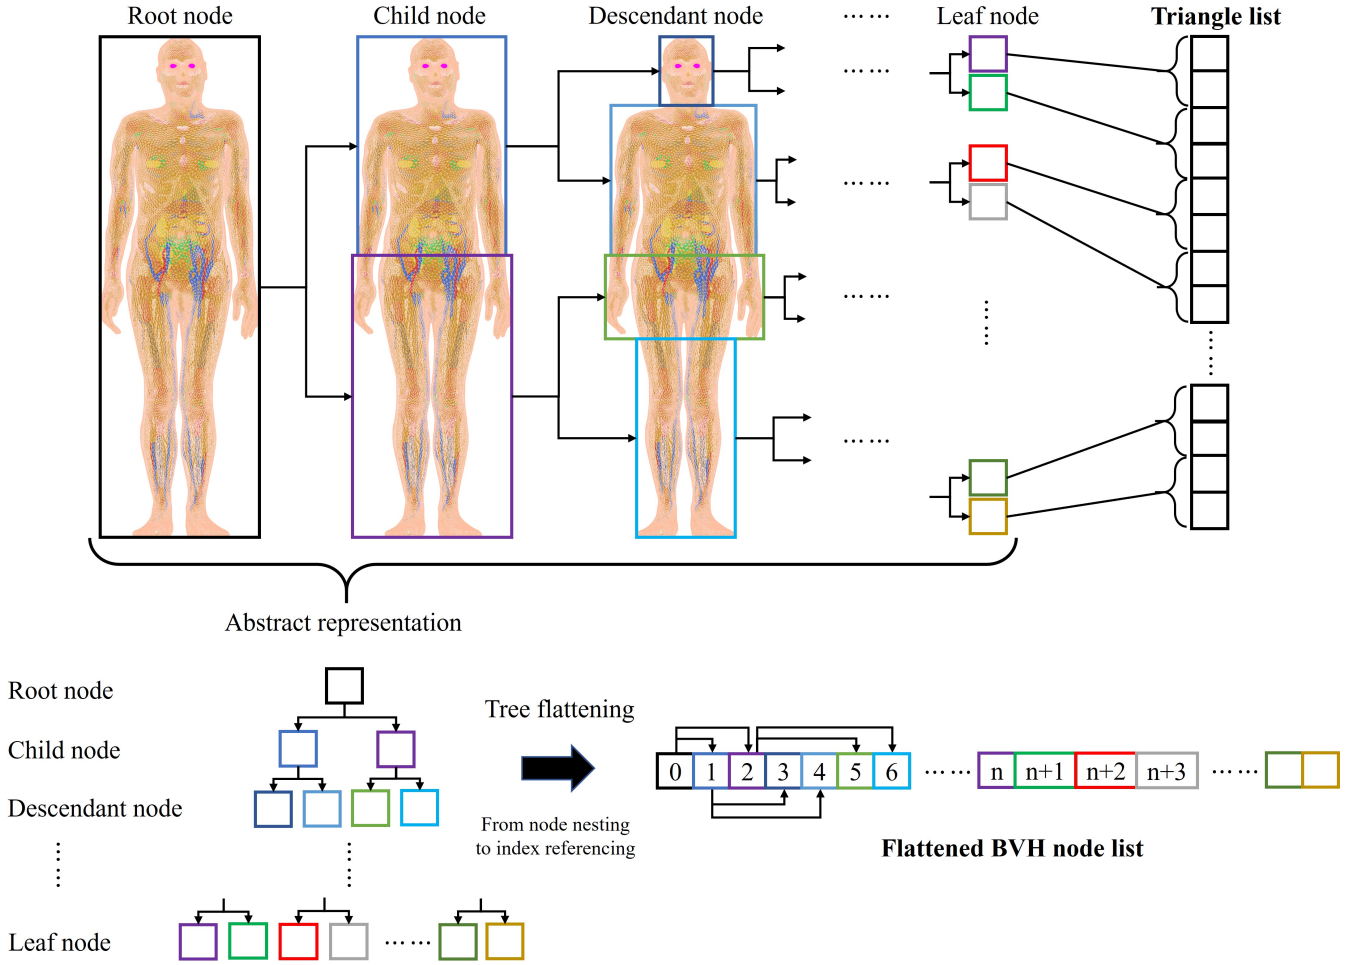 Root node
Child node
Descendant node
……
Leaf node
Triangle list
……
……
……
……
Abstract representation
Root node
Child node
Descendant node
Leaf node
……
Tree flattening
From node nesting
to index referencing
0 1 2 3 4 5 6 …… n n+1 n+2 n+3 ……
Flattened BVH node list